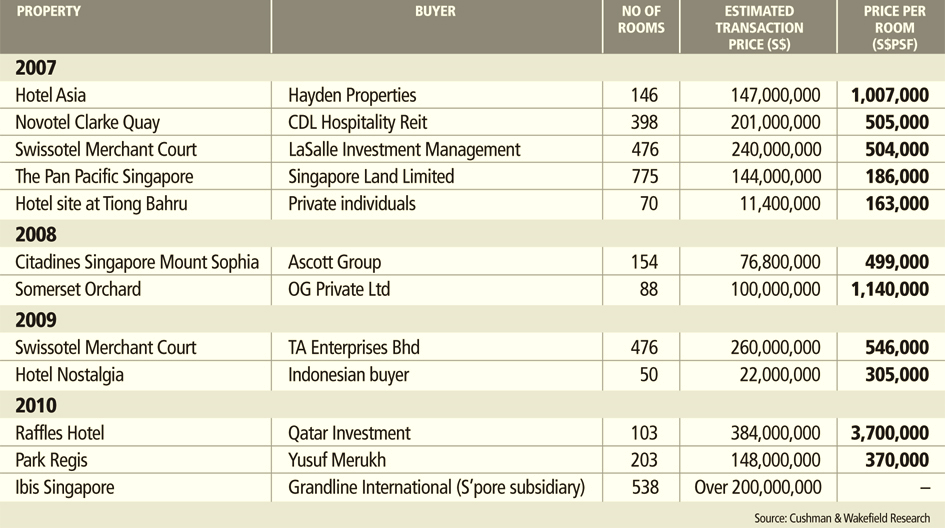 PROPERTY BUYER NO OF ROOMS ESTIMATED TRANSACTION PRICE (S$) PRICE PER ROOM (S$PSF)
2007
Hotel Asia Hayden Properties 146 147,000,000 1,007,000
Novotel Clarke Quay CDL Hospitality Reit 398 201,000,000 505,000
Swissotel Merchant Court LaSalle Investment Management 476 240,000,000 504,000
The Pan Pacific Singapore Singapore Land Limited 775 144,000,000 186,000
Hotel site at Tiong Bahru Private individuals 70 11,400,000 163,000
2008
Citadines Singapore Mount Sophia Ascott Group 154 76,800,000 499,000
Somerset Orchard OG Private Ltd 88 100,000,000 1,140,000
2009
Swissotel Merchant Court TA Enterprises Bhd 476 260,000,000 546,000
Hotel Nostalgia Indonesian buyer 50 22,000,000 305,000
2010
Raffles Hotel Qatar Investment 103 384,000,000 3,700,000
Park Regis Yusuf Merukh 203 148,000,000 370,000
Ibis Singapore Grandline International (S'pore subsidiary) 538 Over 200,000,000 –
Source: Cushman & Wakefield Research